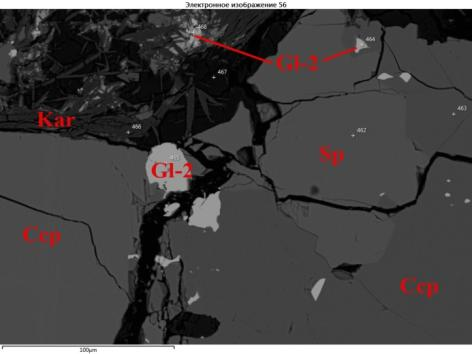 Электронное изображение 56
468
464
Gl-2
467
463
Kar
466
462
Sp
Gl-2
Ccp
Ccp
100µm